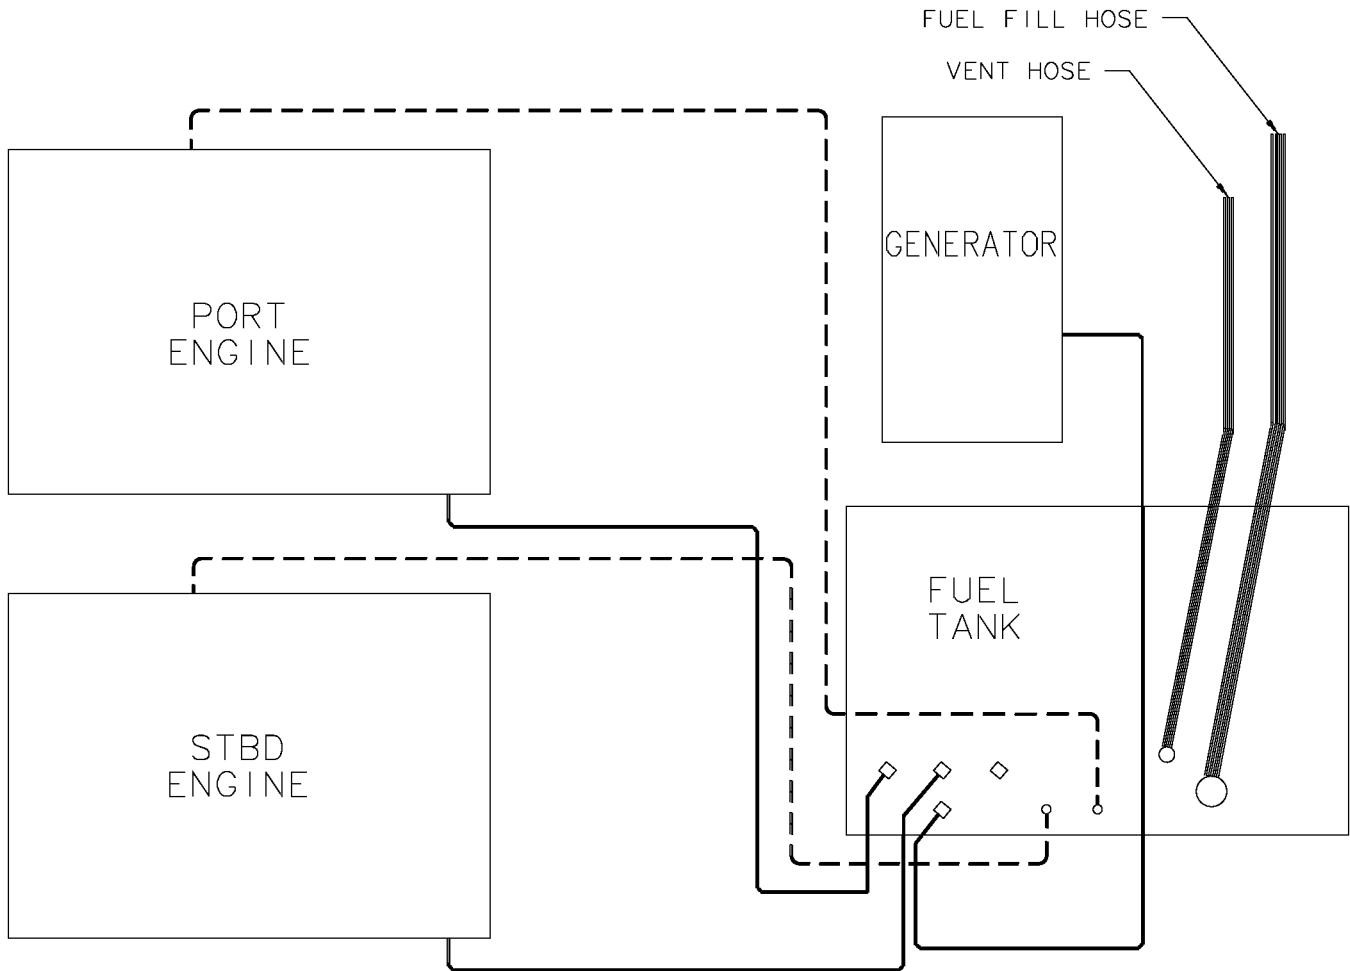 FUEL FILL HOSE
VENT HOSE
GENERATOR
PORT
ENGINE
FUEL
TANK
STBD
ENGINE